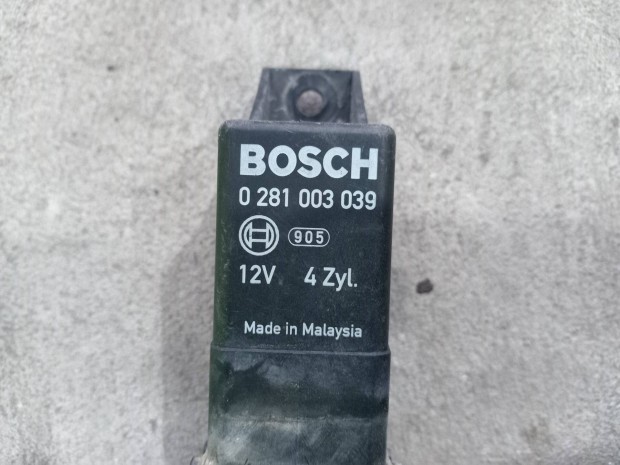 BOSCH
0 281 003 039
905
12V 4 Zyl.
Made in Malaysia